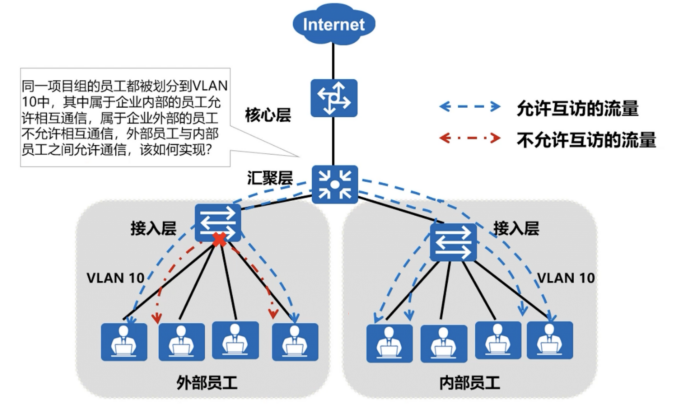 Internet
同一项目组的员工都被划分到VLAN
10中，其中属于企业内部的员工允
许相互通信，属于企业外部的员工
不允许相互通信，外部员工与内部
员工之间允许通信，该如何实现？
核心层
允许互访的流量
不允许互访的流量
汇聚层
接入层
接入层
VLAN 10
VLAN 10
外部员工
内部员工